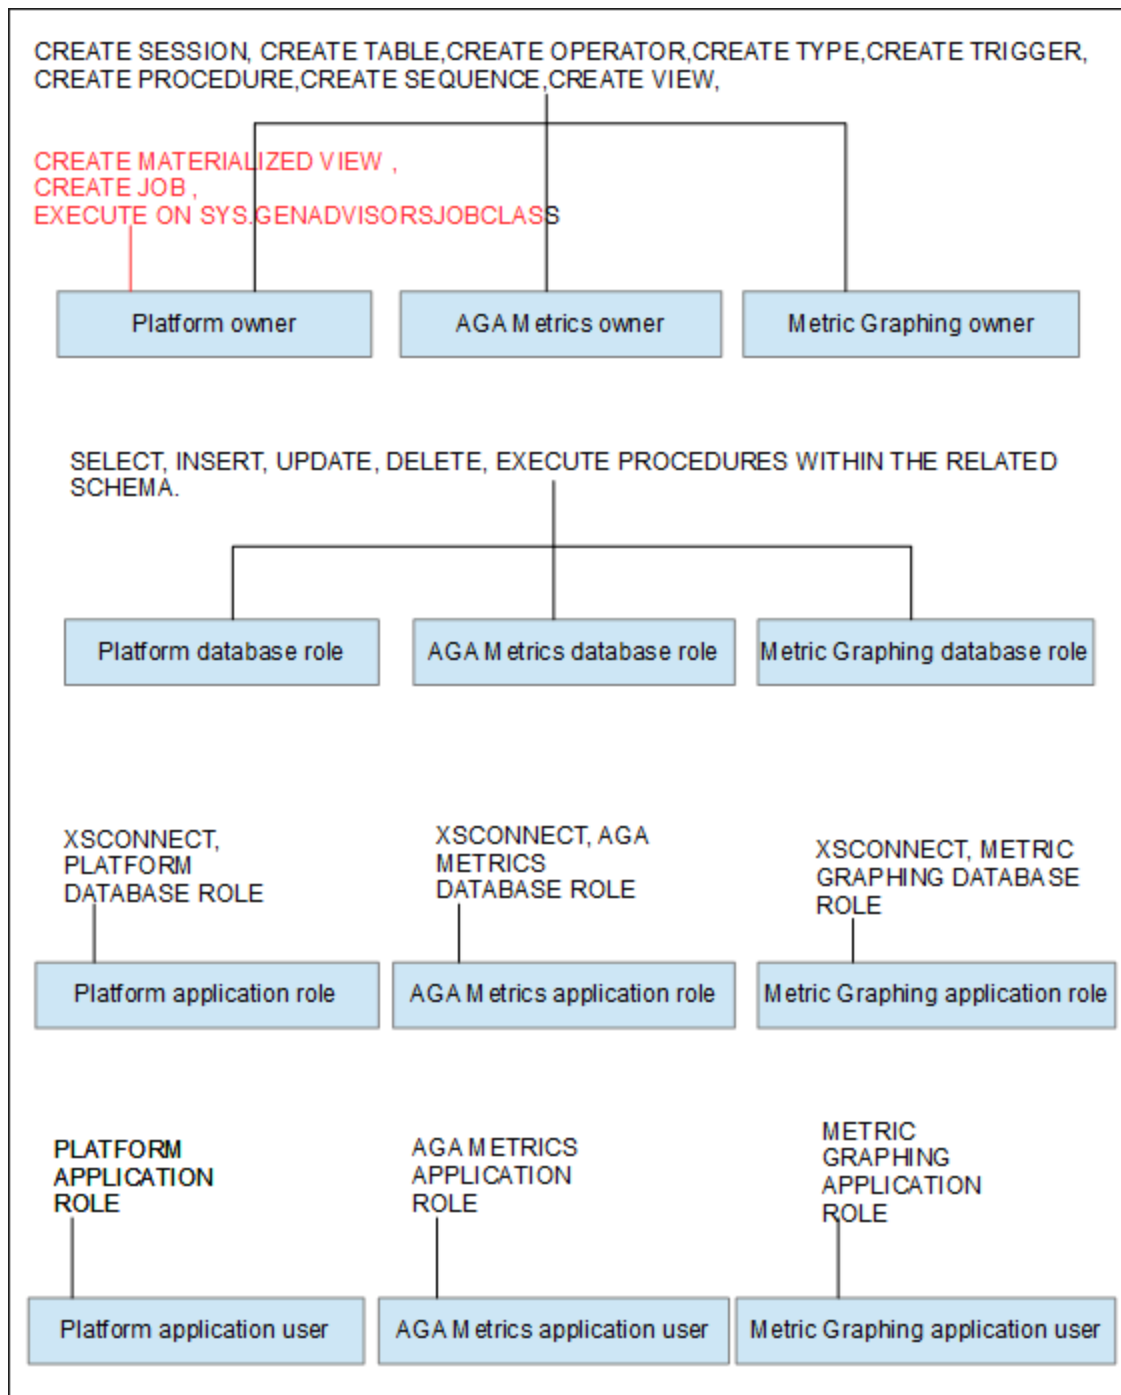 CREATE SESSION, CREATE TABLE,CREATE OPERATOR,CREATE TYPE,CREATE TRIGGER,
CREATE PROCEDURE,CREATE SEQUENCE,CREATE VIEW,
CREATE MATERIALIZED VIEW ,
CREATE JOB ,
EXECUTE ON SYS.GENADVISORSJOBCLASS
Platform owner
AGA Metrics owner
Metric Graphing owner
SELECT, INSERT, UPDATE, DELETE, EXECUTE PROCEDURES WITHIN THE RELATED
SCHEMA.
Platform database role
AGA Metrics database role
Metric Graphing database role
XSCONNECT,
PLATFORM
DATABASE ROLE
XSCONNECT, AGA
METRICS
DATABASE ROLE
XSCONNECT, METRIC
GRAPHING DATABASE
ROLE
Platform application role
AGA Metrics application role
Metric Graphing application role
PLATFORM
APPLICATION
ROLE
AGA METRICS
APPLICATION
ROLE
METRIC
GRAPHING
APPLICATION
ROLE
Platform application user
AGA Metrics application user
Metric Graphing application user